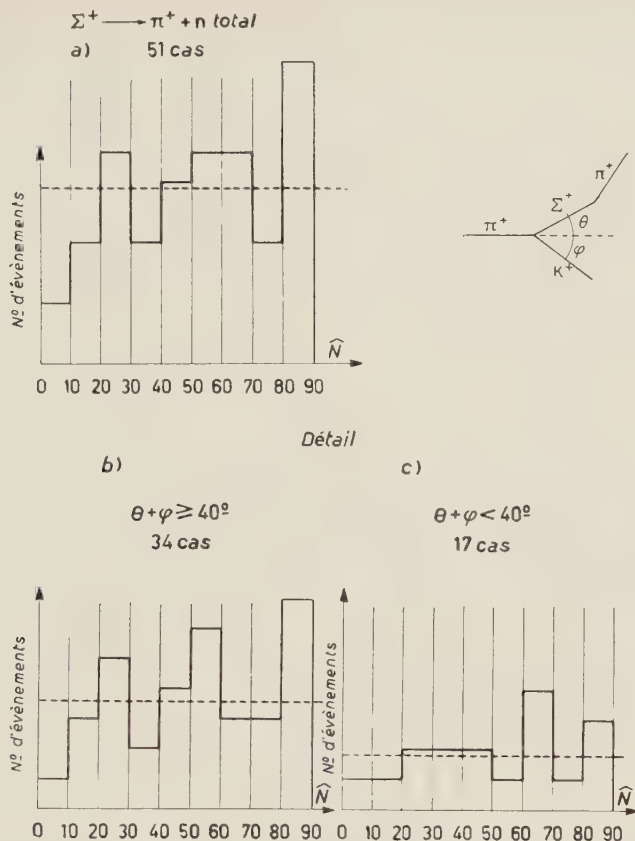 Σ⁺ ⟶ π⁺ + n total
a) 51 cas
Nº d'évènements
N̂
0 10 20 30 40 50 60 70 80 90
π⁺
Σ⁺
θ
π⁺
φ
K⁺
Détail
b)
c)
θ+φ ≥ 40º
34 cas
θ+φ < 40º
17 cas
Nº d'évènements
N̂
0 10 20 30 40 50 60 70 80 90
Nº d'évènements
N̂
0 10 20 30 40 50 60 70 80 90